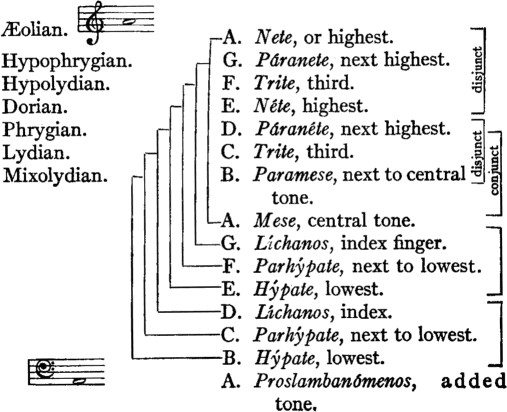 Æolian.
Hypophrygian.
Hypolydian.
Dorian.
Phrygian.
Lydian.
Mixolydian.
A. Nete, or highest.
G. Páranete, next highest.
F. Trite, third.
E. Néte, highest.
D. Páranéte, next highest.
C. Trite, third.
B. Paramese, next to central
tone.
A. Mese, central tone.
G. Líchanos, index finger.
F. Parhýpate, next to lowest.
E. Hýpate, lowest.
D. Líchanos, index.
C. Parhýpate, next to lowest.
B. Hýpate, lowest.
A. Proslambanómenos, added
tone.
disjunct
disjunct
conjunct